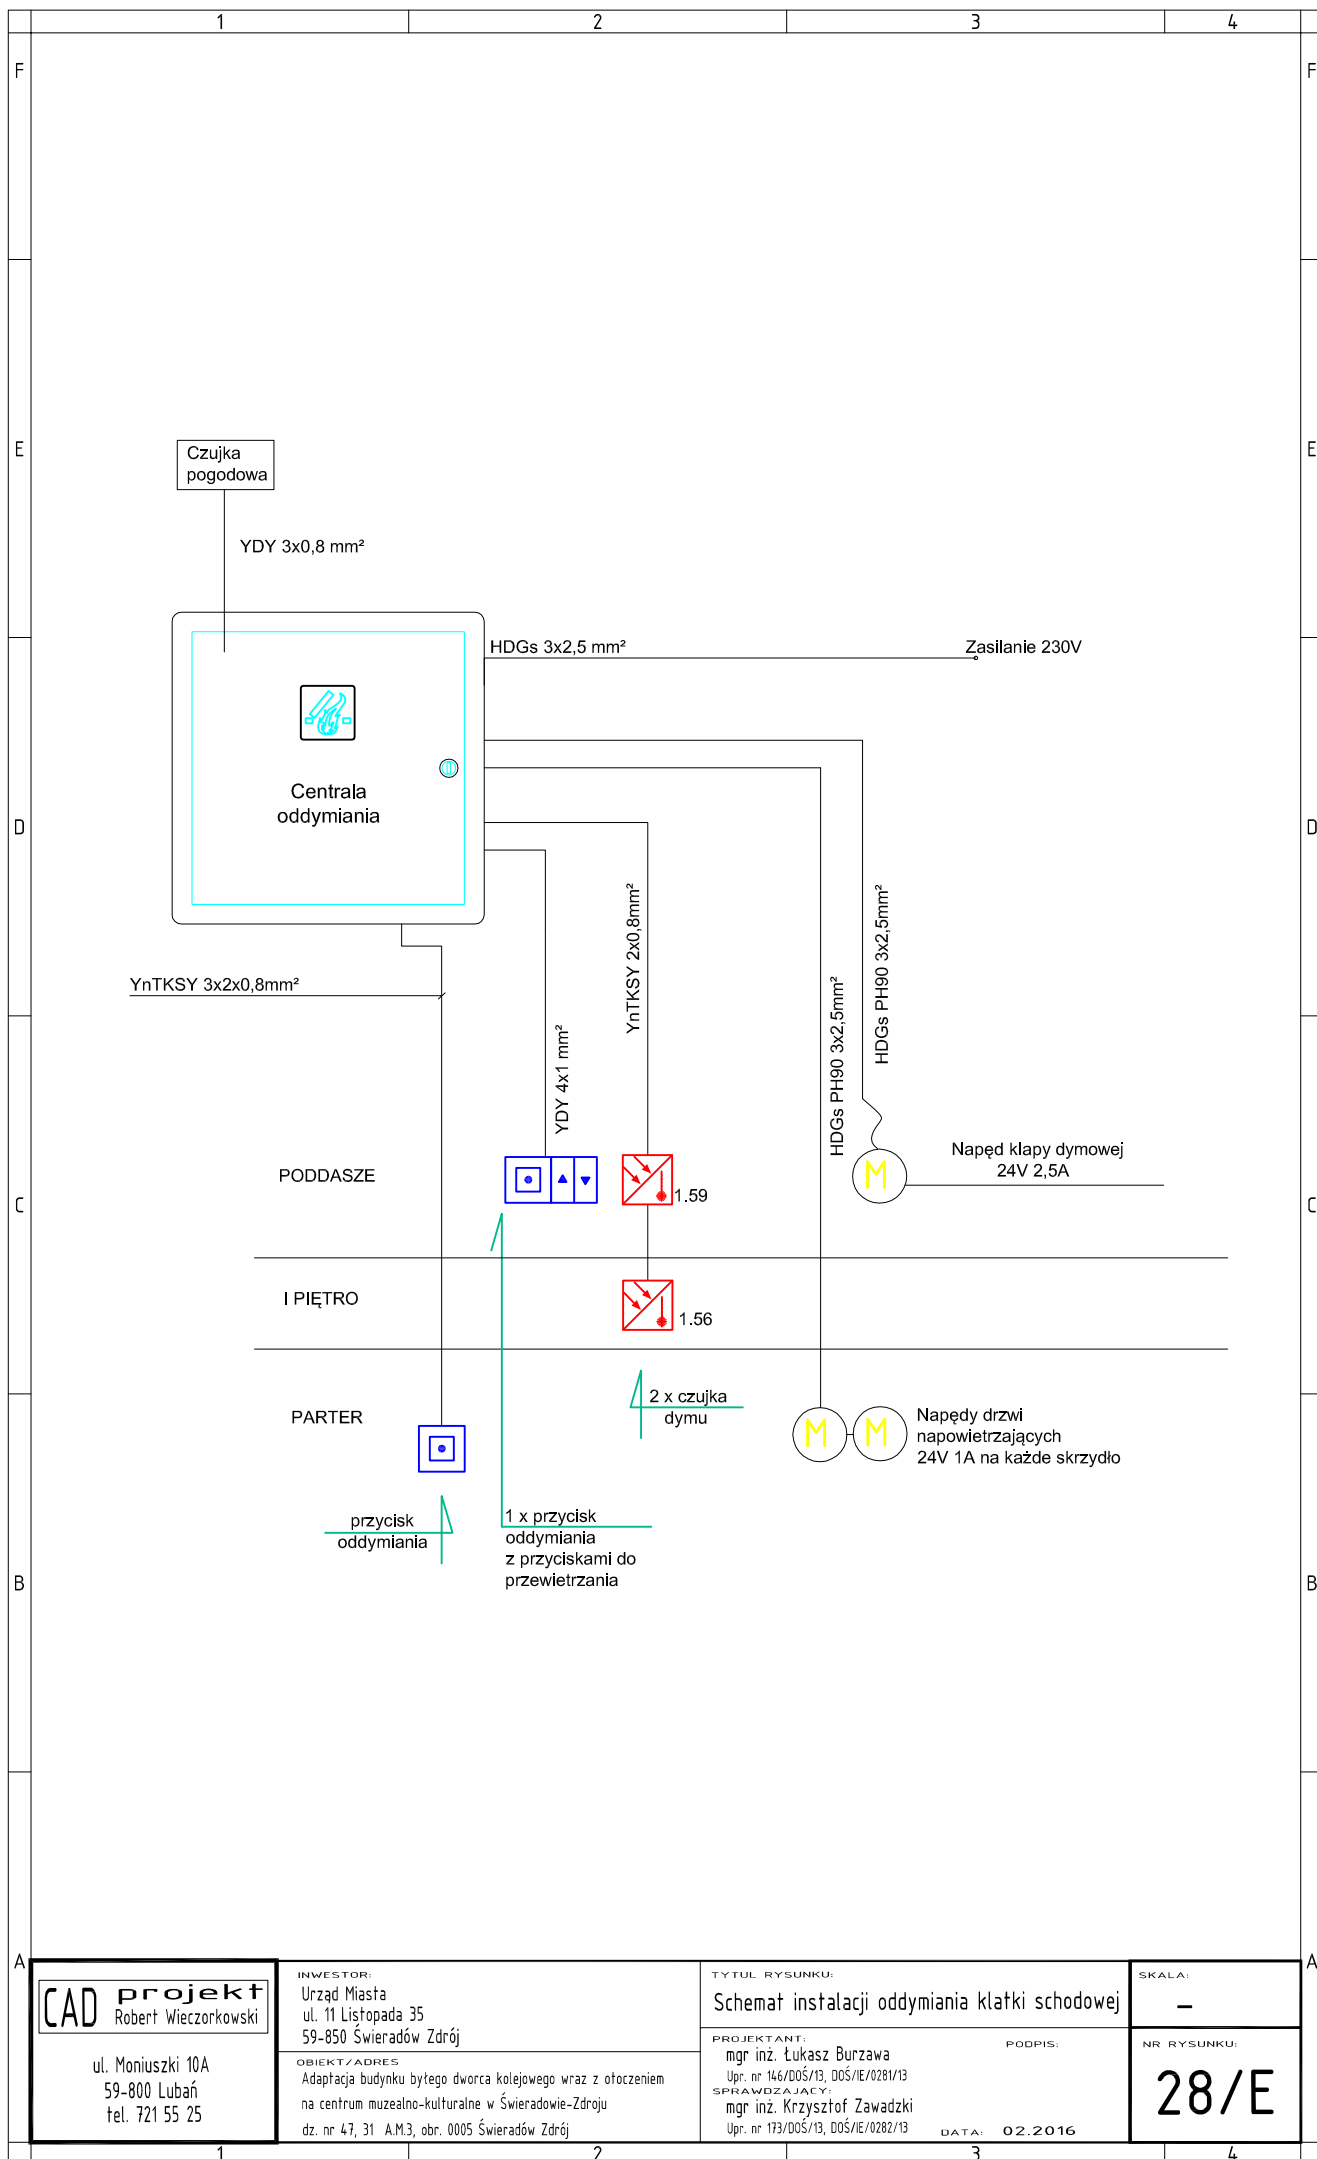 1 2 3 4
F F
E E
Czujka
pogodowa
YDY 3x0,8 mm²
HDGs 3x2,5 mm²
Zasilanie 230V
Centrala
oddymiania
D D
YnTKSY 3x2x0,8mm²
YDY 4x1 mm²
YnTKSY 2x0,8mm²
HDGs PH90 3x2,5mm²
HDGs PH90 3x2,5mm²
PODDASZE
1.59
M
Napęd klapy dymowej
24V 2,5A
C C
I PIĘTRO
1.56
PARTER
2 x czujka
dymu
M M
Napędy drzwi
napowietrzających
24V 1A na każde skrzydło
przycisk
oddymiania
1 x przycisk
oddymiania
z przyciskami do
przewietrzania
B B
A A
CAD projekt
Robert Wieczorkowski
ul. Moniuszki 10A
59-800 Lubań
tel. 721 55 25
INWESTOR:
Urząd Miasta
ul. 11 Listopada 35
59-850 Świeradów Zdrój
OBIEKT/ADRES
Adaptacja budynku byłego dworca kolejowego wraz z otoczeniem
na centrum muzealno-kulturalne w Świeradowie-Zdroju
dz. nr 47, 31 A.M.3, obr. 0005 Świeradów Zdrój
TYTUŁ RYSUNKU:
Schemat instalacji oddymiania klatki schodowej
PROJEKTANT: PODPIS:
mgr inż. Łukasz Burzawa
Upr. nr 146/DOŚ/13, DOŚ/IE/0281/13
SPRAWDZAJĄCY:
mgr inż. Krzysztof Zawadzki
Upr. nr 173/DOŚ/13, DOŚ/IE/0282/13
DATA: 02.2016
SKALA:
-
NR RYSUNKU:
28/E
1 2 3 4